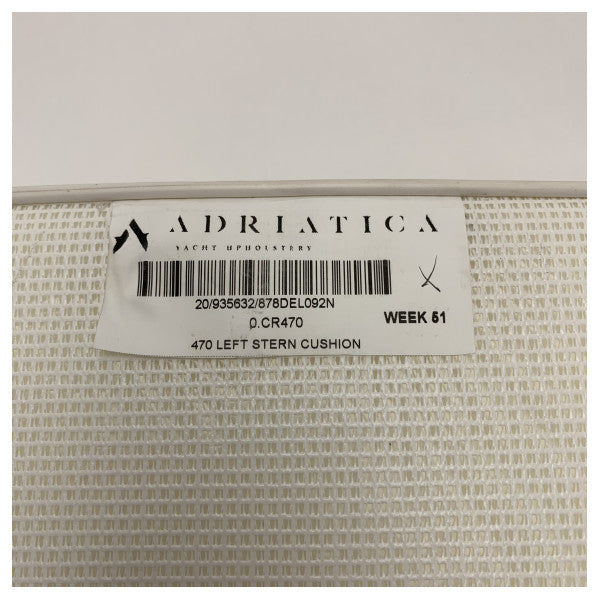 ADRIATICA
YACHT UPHOLSTERY
20/935632/878DEL092N
0.CR470
WEEK 51
470 LEFT STERN CUSHION